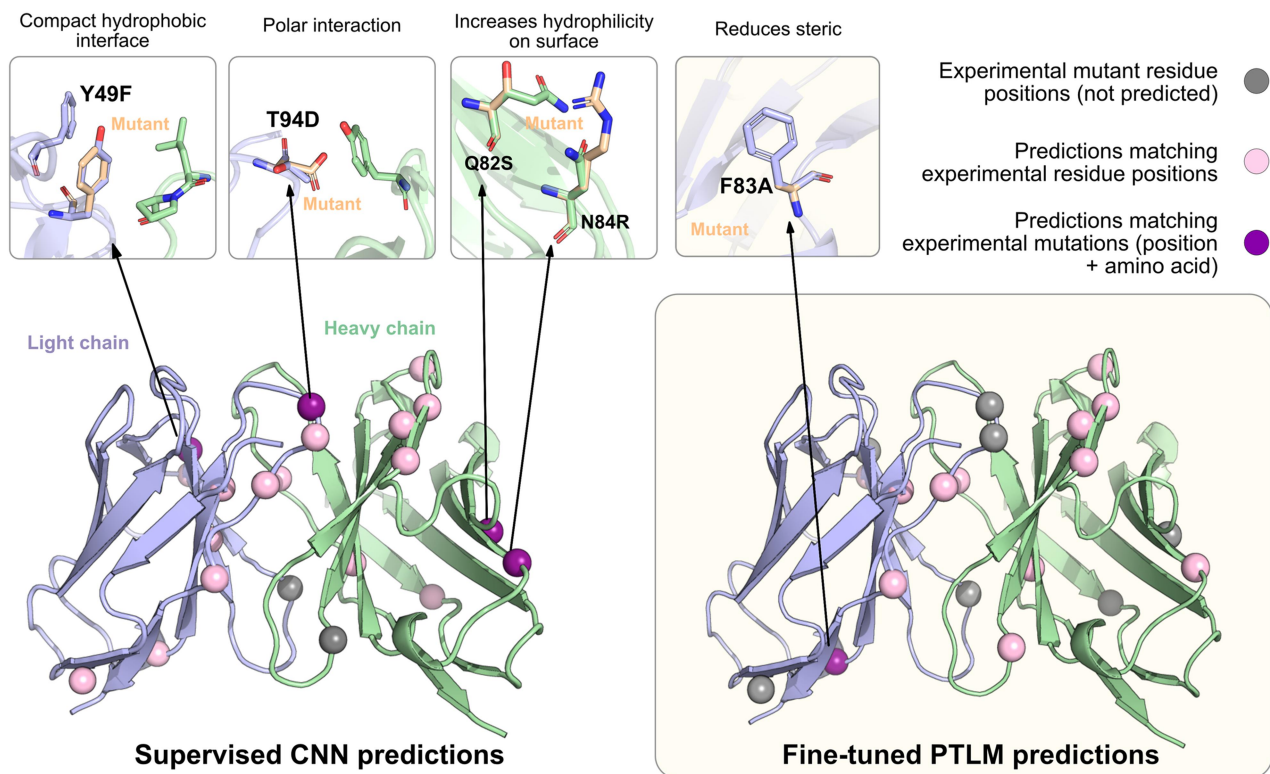 Compact hydrophobic
interface
Polar interaction
Increases hydrophilicity
on surface
Reduces steric
Y49F
Mutant
T94D
Mutant
Mutant
Q82S
N84R
F83A
Mutant
Experimental mutant residue
positions (not predicted)
Predictions matching
experimental residue positions
Predictions matching
experimental mutations (position
+ amino acid)
Light chain
Heavy chain
Supervised CNN predictions
Fine-tuned PTLM predictions